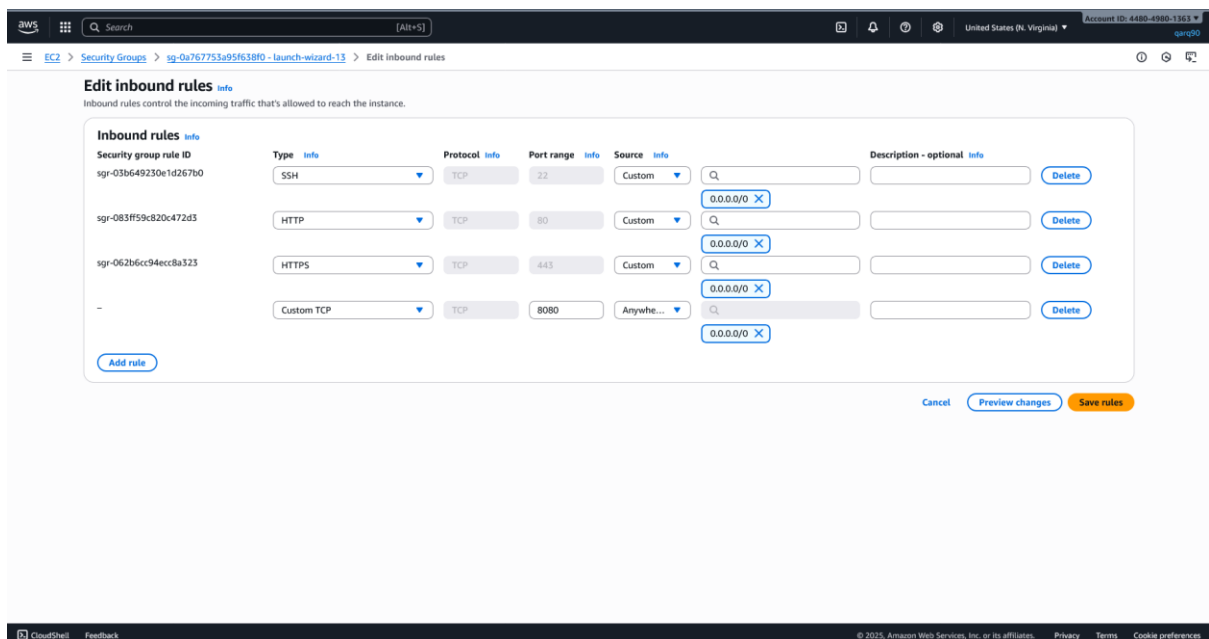 aws Search [Alt+S] United States (N. Virginia) Account ID: 4480-4980-1363
qarq90
EC2 > Security Groups > sg-0a767753a95f638f0 - launch-wizard-13 > Edit inbound rules
Edit inbound rules Info
Inbound rules control the incoming traffic that's allowed to reach the instance.
Inbound rules Info
Security group rule ID Type Info Protocol Info Port range Info Source Info Description - optional Info
sgr-03b649230e1d267b0 SSH TCP 22 Custom Delete
0.0.0.0/0
sgr-083ff59c820c472d3 HTTP TCP 80 Custom Delete
0.0.0.0/0
sgr-062b6cc94ecc8a323 HTTPS TCP 443 Custom Delete
0.0.0.0/0
– Custom TCP TCP 8080 Anywhe... Delete
0.0.0.0/0
Add rule
Cancel Preview changes Save rules
CloudShell Feedback © 2025, Amazon Web Services, Inc. or its affiliates. Privacy Terms Cookie preferences